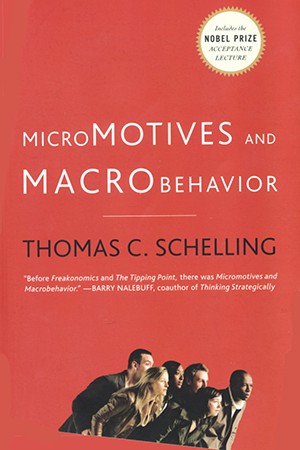 Includes the
NOBEL PRIZE
ACCEPTANCE
LECTURE
MICROMOTIVES AND
MACROBEHAVIOR
THOMAS C. SCHELLING
"Before Freakonomics and The Tipping Point, there was Micromotives and
Macrobehavior." —BARRY NALEBUFF, coauthor of Thinking Strategically